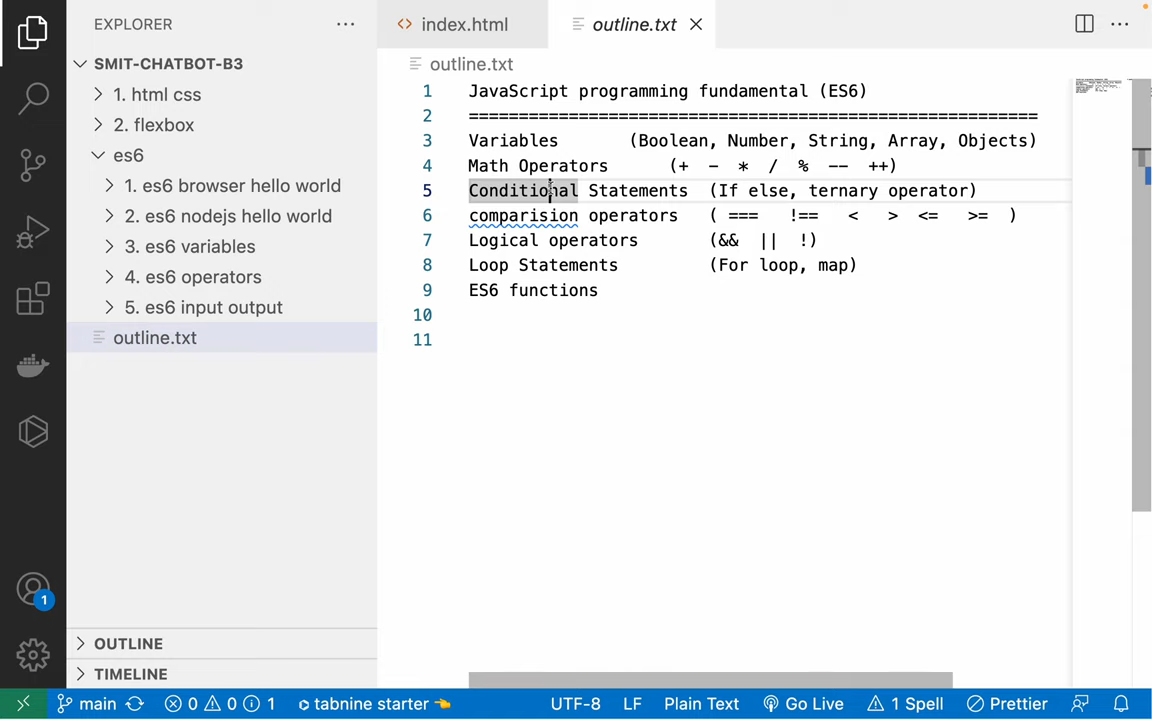 EXPLORER
SMIT-CHATBOT-B3
1. html css
2. flexbox
es6
1. es6 browser hello world
2. es6 nodejs hello world
3. es6 variables
4. es6 operators
5. es6 input output
outline.txt
OUTLINE
TIMELINE
index.html
outline.txt
outline.txt
1 JavaScript programming fundamental (ES6)
2 =========================================================
3 Variables (Boolean, Number, String, Array, Objects)
4 Math Operators (+ - * / % -- ++)
5 Conditional Statements (If else, ternary operator)
6 comparision operators ( === !== < > <= >= )
7 Logical operators (&& || !)
8 Loop Statements (For loop, map)
9 ES6 functions
10
11
1
main 0 0 1 tabnine starter 👈 UTF-8 LF Plain Text Go Live 1 Spell Prettier